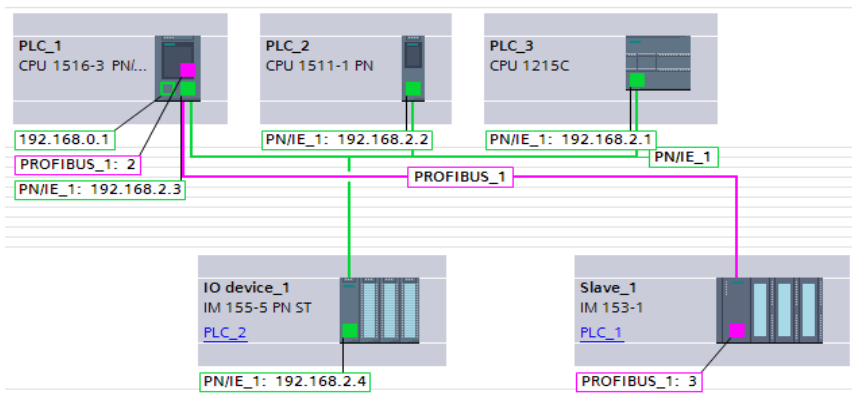 PLC_1
CPU 1516-3 PN/...
PLC_2
CPU 1511-1 PN
PLC_3
CPU 1215C
192.168.0.1
PN/IE_1: 192.168.2.2
PN/IE_1: 192.168.2.1
PN/IE_1
PROFIBUS_1: 2
PROFIBUS_1
PN/IE_1: 192.168.2.3
IO device_1
IM 155-5 PN ST
PLC_2
Slave_1
IM 153-1
PLC_1
PN/IE_1: 192.168.2.4
PROFIBUS_1: 3